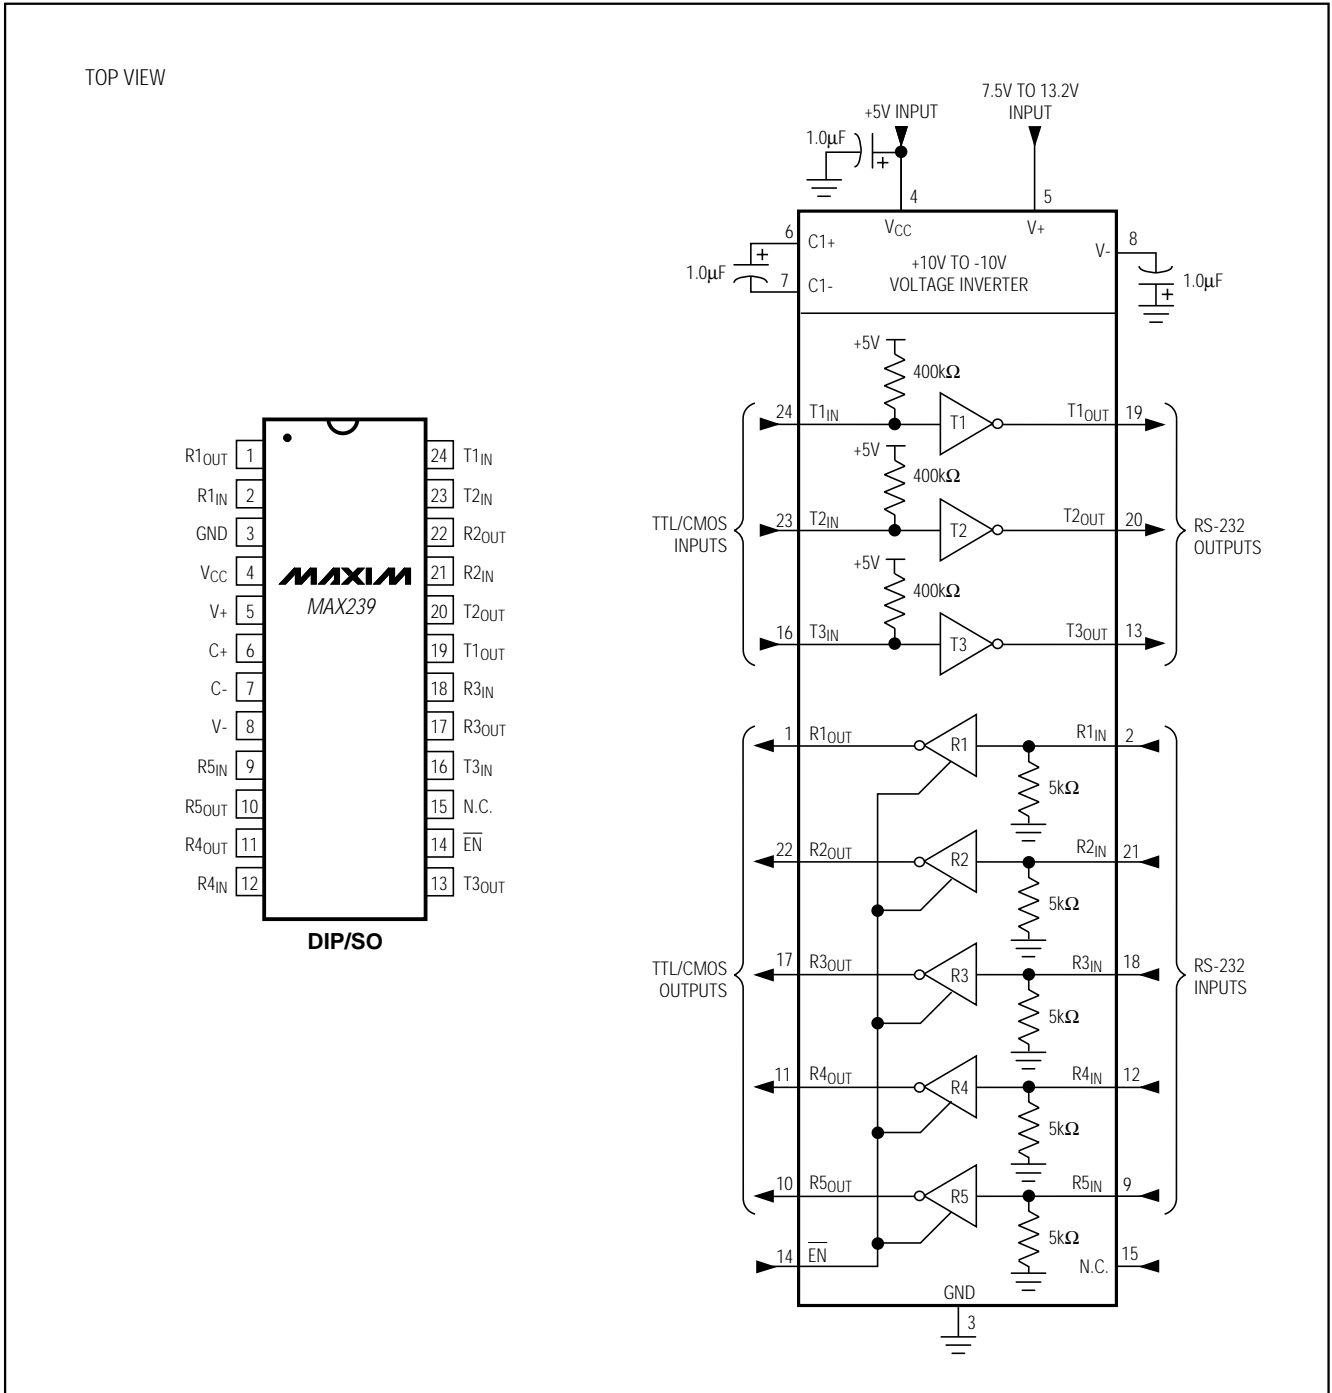 TOP VIEW
R1OUT 1
R1IN 2
GND 3
VCC 4
V+ 5
C+ 6
C- 7
V- 8
R5IN 9
R5OUT 10
R4OUT 11
R4IN 12
24 T1IN
23 T2IN
22 R2OUT
21 R2IN
20 T2OUT
19 T1OUT
18 R3IN
17 R3OUT
16 T3IN
15 N.C.
14 EN
13 T3OUT
MAXIM
MAX239
DIP/SO
+5V INPUT
7.5V TO 13.2V
INPUT
1.0µF
+
4
5
VCC
V+
6
C1+
+
1.0µF
7
C1-
+10V TO -10V
VOLTAGE INVERTER
V-
8
1.0µF
+
+5V
400kΩ
24 T1IN
T1
T1OUT 19
+5V
400kΩ
23 T2IN
T2
T2OUT 20
+5V
400kΩ
16 T3IN
T3
T3OUT 13
TTL/CMOS
INPUTS
RS-232
OUTPUTS
1 R1OUT
R1
R1IN 2
5kΩ
22 R2OUT
R2
R2IN 21
5kΩ
17 R3OUT
R3
R3IN 18
5kΩ
11 R4OUT
R4
R4IN 12
5kΩ
10 R5OUT
R5
R5IN 9
5kΩ
TTL/CMOS
OUTPUTS
RS-232
INPUTS
14 EN
N.C. 15
GND
3